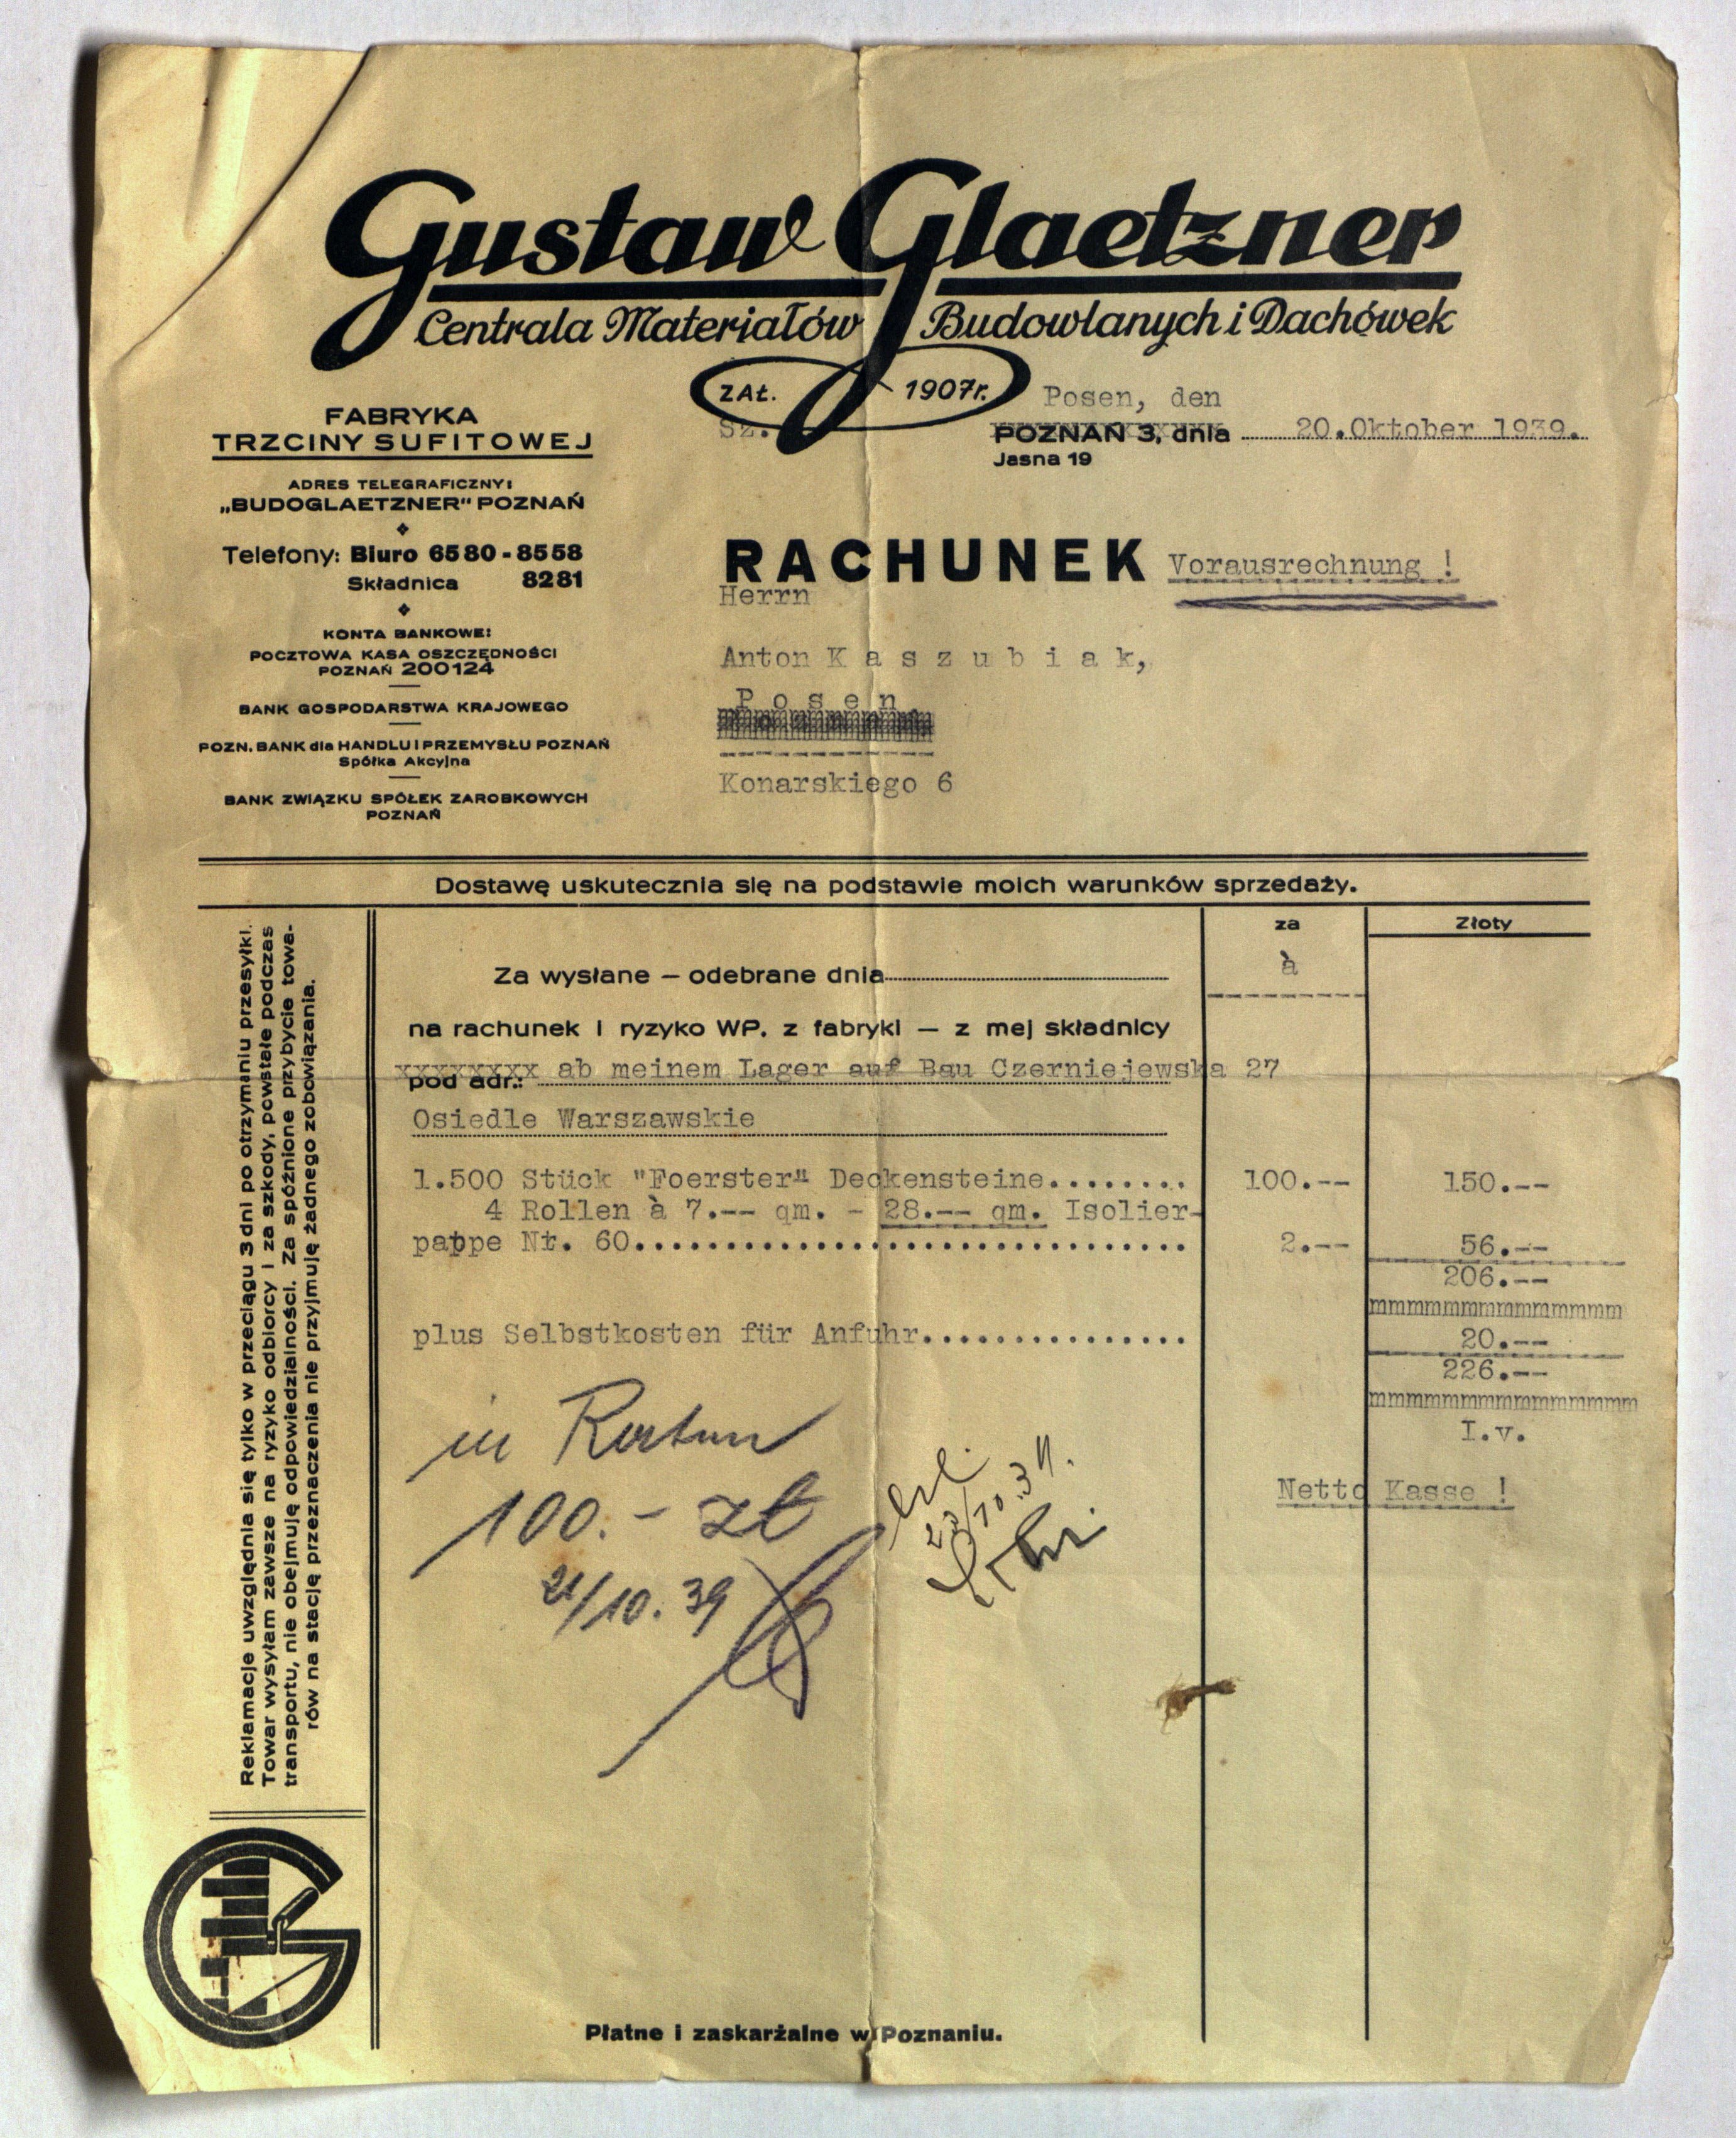 Gustaw Glaetzner
Centrala Materiałów Budowlanych i Dachówek
ZAŁ. 1907r.
FABRYKA
TRZCINY SUFITOWEJ
ADRES TELEGRAFICZNY:
„BUDOGLAETZNER" POZNAŃ
Telefony: Biuro 6580-8558
Składnica 8281
KONTA BANKOWE:
POCZTOWA KASA OSZCZĘDNOŚCI
POZNAŃ 200124
BANK GOSPODARSTWA KRAJOWEGO
POZN. BANK dla HANDLU I PRZEMYSŁU POZNAŃ
Spółka Akcyjna
BANK ZWIĄZKU SPÓŁEK ZAROBKOWYCH
POZNAŃ
Sz.
Posen, den
POZNAŃ 3, dnia 20.Oktober 1939.
Jasna 19
RACHUNEK Vorausrechnung !
Herrn
Anton K a s z u b i a k,
P o s e n
Konarskiego 6
Dostawę uskutecznia się na podstawie moich warunków sprzedaży.
za Złoty
à
Za wysłane – odebrane dnia
na rachunek i ryzyko WP. z fabryki – z mej składnicy
xxxxxxxx ab meinem Lager auf Bau Czerniejewska 27
pod adr.:
Osiedle Warszawskie
1.500 Stück "Foerster" Deckensteine........ 100.-- 150.--
4 Rollen à 7.-- qm. - 28.-- qm. Isolier-
pappe Nr. 60............................... 2.-- 56.--
206.--
mmmmmmmmmmmmmm
plus Selbstkosten für Anfuhr............... 20.--
226.--
mmmmmmmmmmmmmmm
I.v.
Netto Kasse !
in Raten
100.- zł
21/10. 39
Reklamacje uwzględnia się tylko w przeciągu 3 dni po otrzymaniu przesyłki.
Towar wysyłam zawsze na ryzyko odbiorcy i za szkody, powstałe podczas
transportu, nie obejmuję odpowiedzialności. Za spóźnione przybycie towa-
rów na stację przeznaczenia nie przyjmuję żadnego zobowiązania.
Płatne i zaskarżalne w Poznaniu.